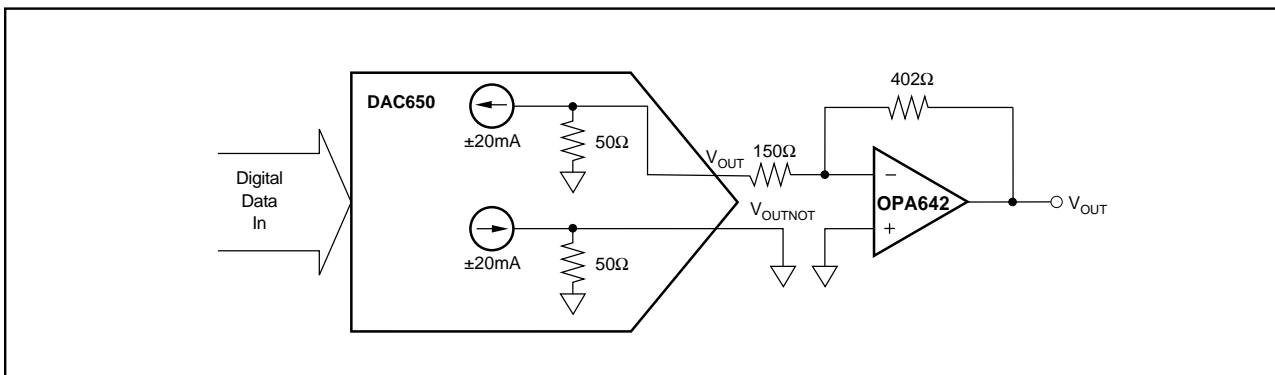 DAC650
±20mA
50Ω
±20mA
50Ω
Digital
Data
In
V_OUT
150Ω
V_OUTNOT
402Ω
−
+
OPA642
V_OUT